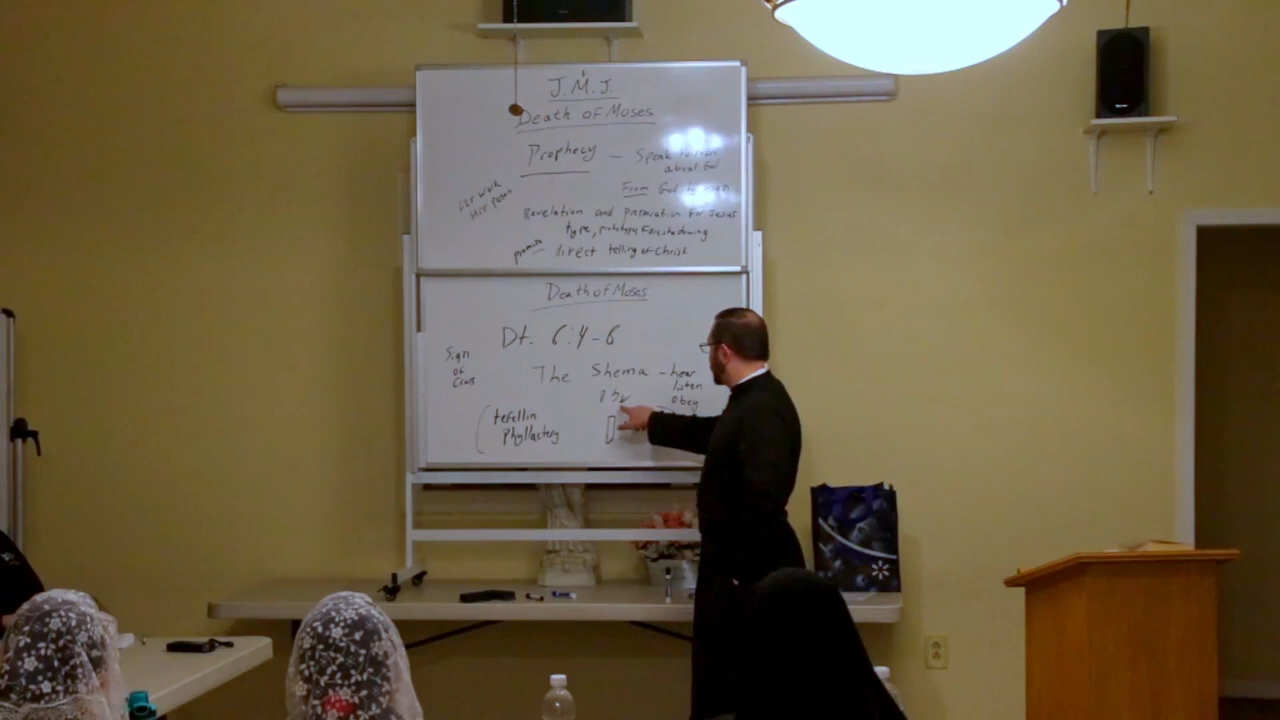 J.M.J.
Death of Moses
Prophecy — Speak to man
about God
From God to man
Revelation and preparation for Jesus
type, prototype, Foreshadowing
promise direct telling of Christ
Death of Moses
Dt. 6:4-6
Sign
of
Cross
The Shema - hear
listen
obey
tefellin
Phyllactery